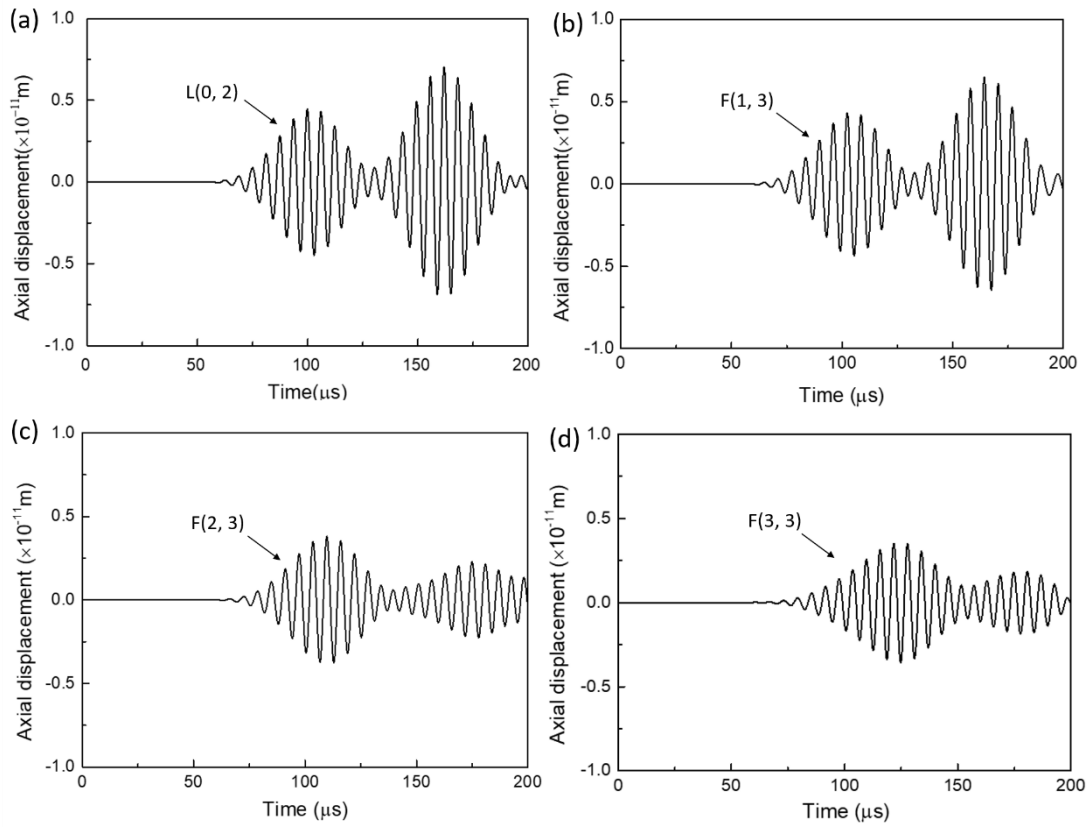 (a)
1.0
0.5
0.0
-0.5
-1.0
Axial displacement(×10⁻¹¹m)
L(0, 2)
0
50
100
150
200
Time(μs)
(b)
1.0
0.5
0.0
-0.5
-1.0
Axial displacement(×10⁻¹¹m)
F(1, 3)
0
50
100
150
200
Time (μs)
(c)
1.0
0.5
0.0
-0.5
-1.0
Axial displacement (×10⁻¹¹m)
F(2, 3)
0
50
100
150
200
Time (μs)
(d)
1.0
0.5
0.0
-0.5
-1.0
Axial displacement (×10⁻¹¹m)
F(3, 3)
0
50
100
150
200
Time (μs)